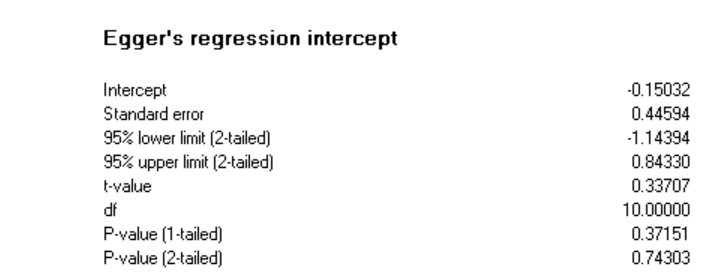 Egger's regression intercept
Intercept -0.15032
Standard error 0.44594
95% lower limit (2-tailed) -1.14394
95% upper limit (2-tailed) 0.84330
t-value 0.33707
df 10.00000
P-value (1-tailed) 0.37151
P-value (2-tailed) 0.74303